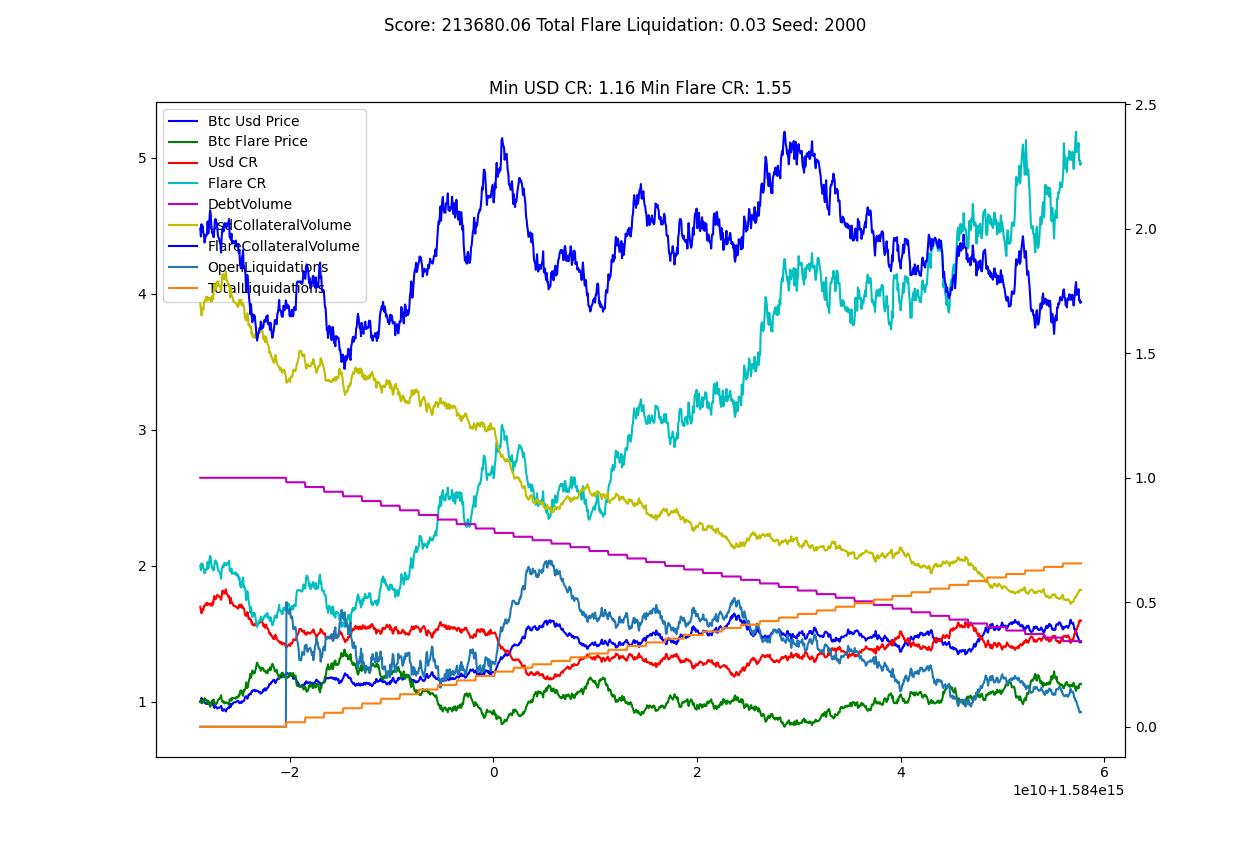 Score: 213680.06 Total Flare Liquidation: 0.03 Seed: 2000
Min USD CR: 1.16 Min Flare CR: 1.55
Btc Usd Price
Btc Flare Price
Usd CR
Flare CR
DebtVolume
UsdCollateralVolume
FlareCollateralVolume
OpenLiquidations
TotalLiquidations
5
4
3
2
1
2.5
2.0
1.5
1.0
0.5
0.0
−2 0 2 4 6
1e10+1.584e15